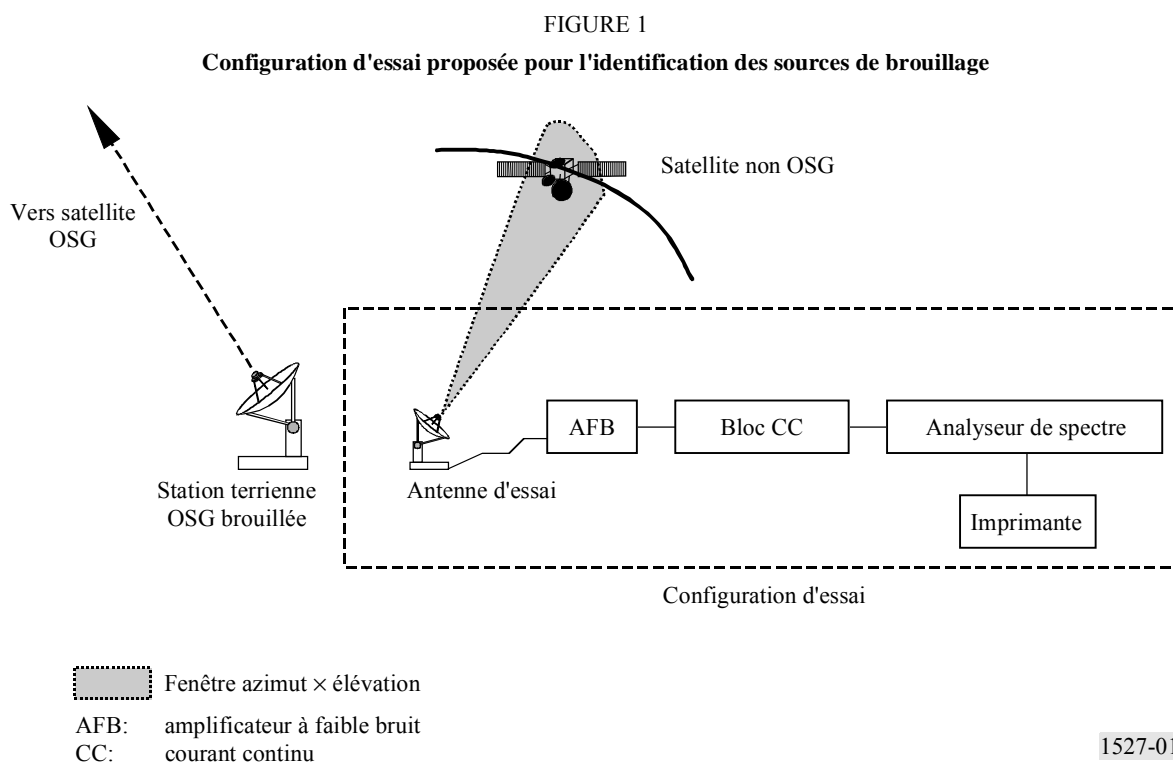 FIGURE 1
Configuration d'essai proposée pour l'identification des sources de brouillage
Satellite non OSG
Vers satellite
OSG
AFB
Bloc CC
Analyseur de spectre
Station terrienne
OSG brouillée
Antenne d'essai
Imprimante
Configuration d'essai
Fenêtre azimut × élévation
AFB: amplificateur à faible bruit
CC: courant continu
1527-01